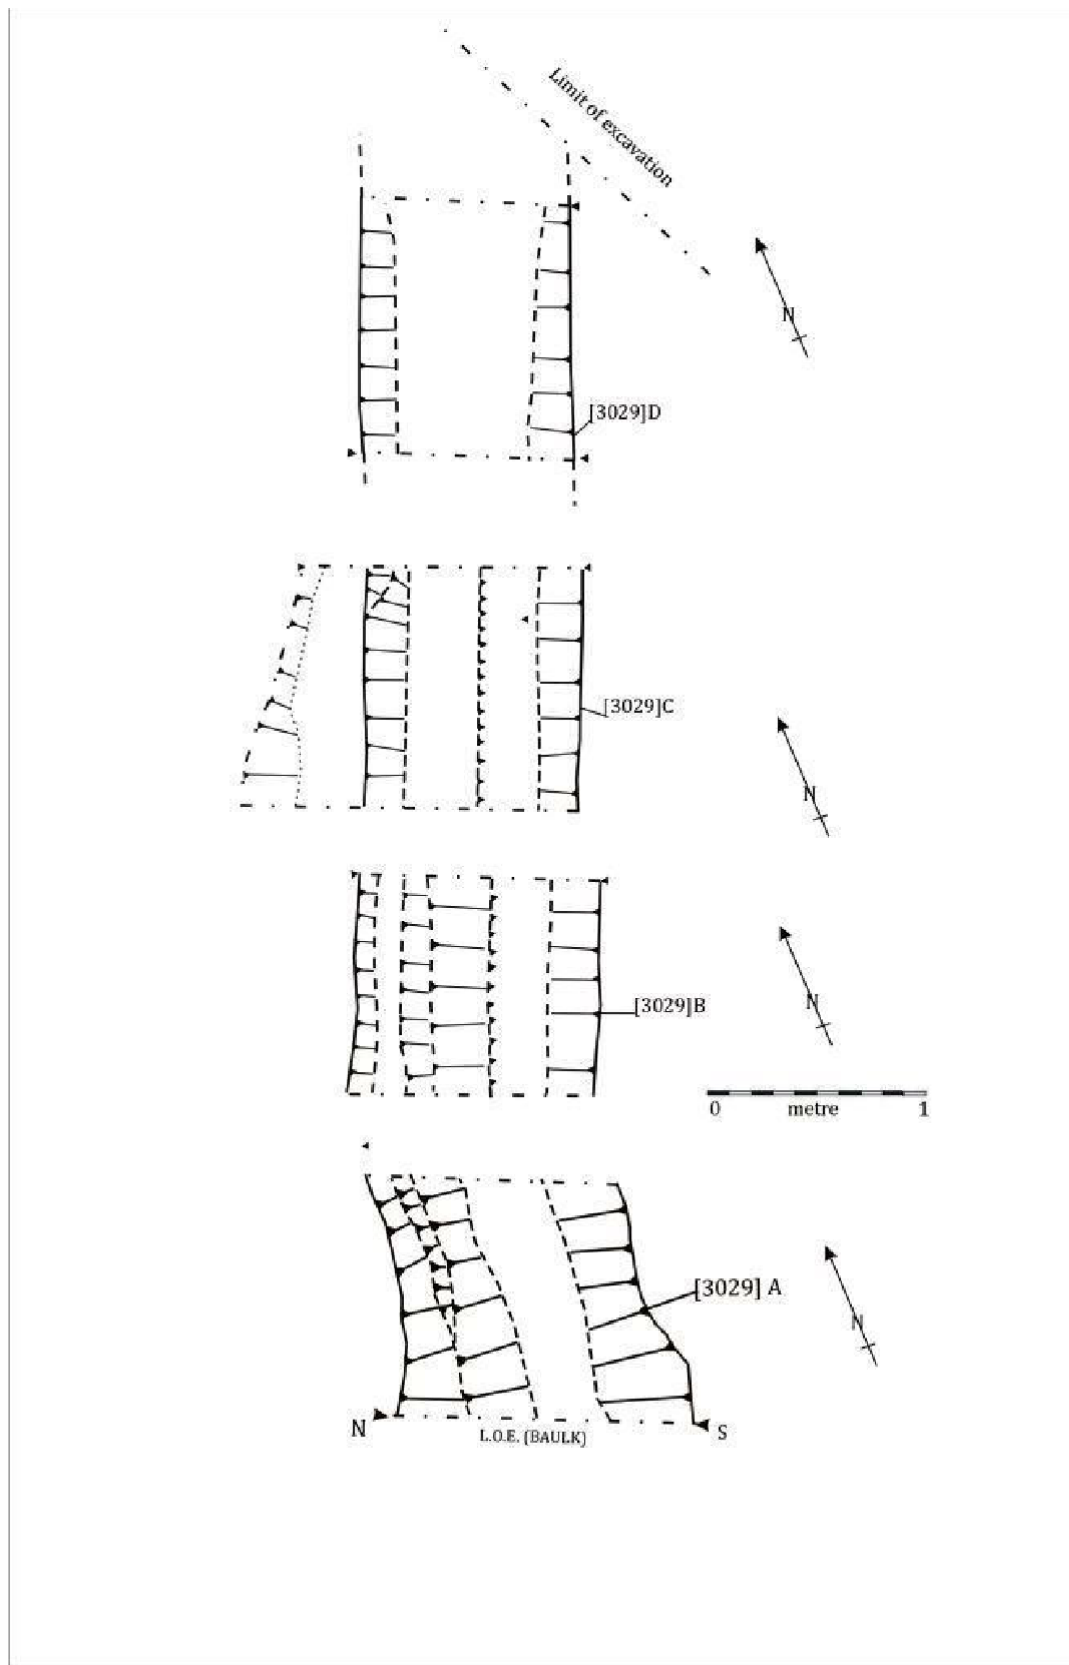 Limit of excavation
N
[3029]D
[3029]C
N
N
[3029]B
0 metre 1
[3029] A
N
N S
L.O.E. (BAULK)